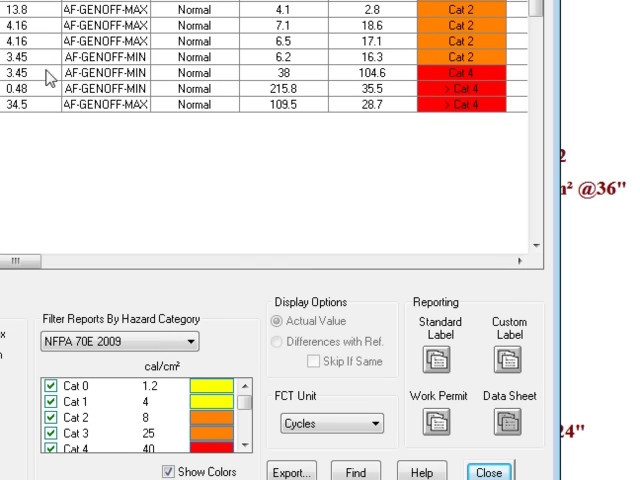 13.8 AF-GENOFF-MAX Normal 4.1 2.8 Cat 2
4.16 AF-GENOFF-MAX Normal 7.1 18.6 Cat 2
4.16 AF-GENOFF-MAX Normal 6.5 17.1 Cat 2
3.45 AF-GENOFF-MIN Normal 6.2 16.3 Cat 2
3.45 AF-GENOFF-MIN Normal 38 104.6 Cat 4
0.48 AF-GENOFF-MIN Normal 215.8 35.5 > Cat 4
34.5 AF-GENOFF-MAX Normal 109.5 28.7 > Cat 4
2
m² @36"
Filter Reports By Hazard Category
NFPA 70E 2009
cal/cm²
Cat 0 1.2
Cat 1 4
Cat 2 8
Cat 3 25
Cat 4 40
Show Colors
Display Options
Actual Value
Differences with Ref.
Skip If Same
FCT Unit
Cycles
Reporting
Standard Label
Custom Label
Work Permit
Data Sheet
24"
Export...
Find
Help
Close